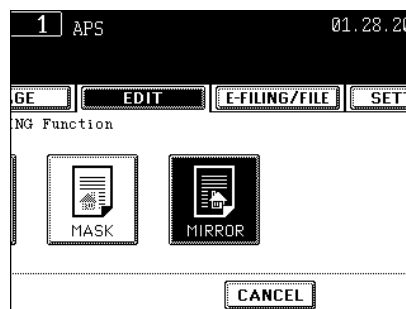 1 APS 01.28.20
GE EDIT E-FILING/FILE SET
NG Function
MASK MIRROR
CANCEL